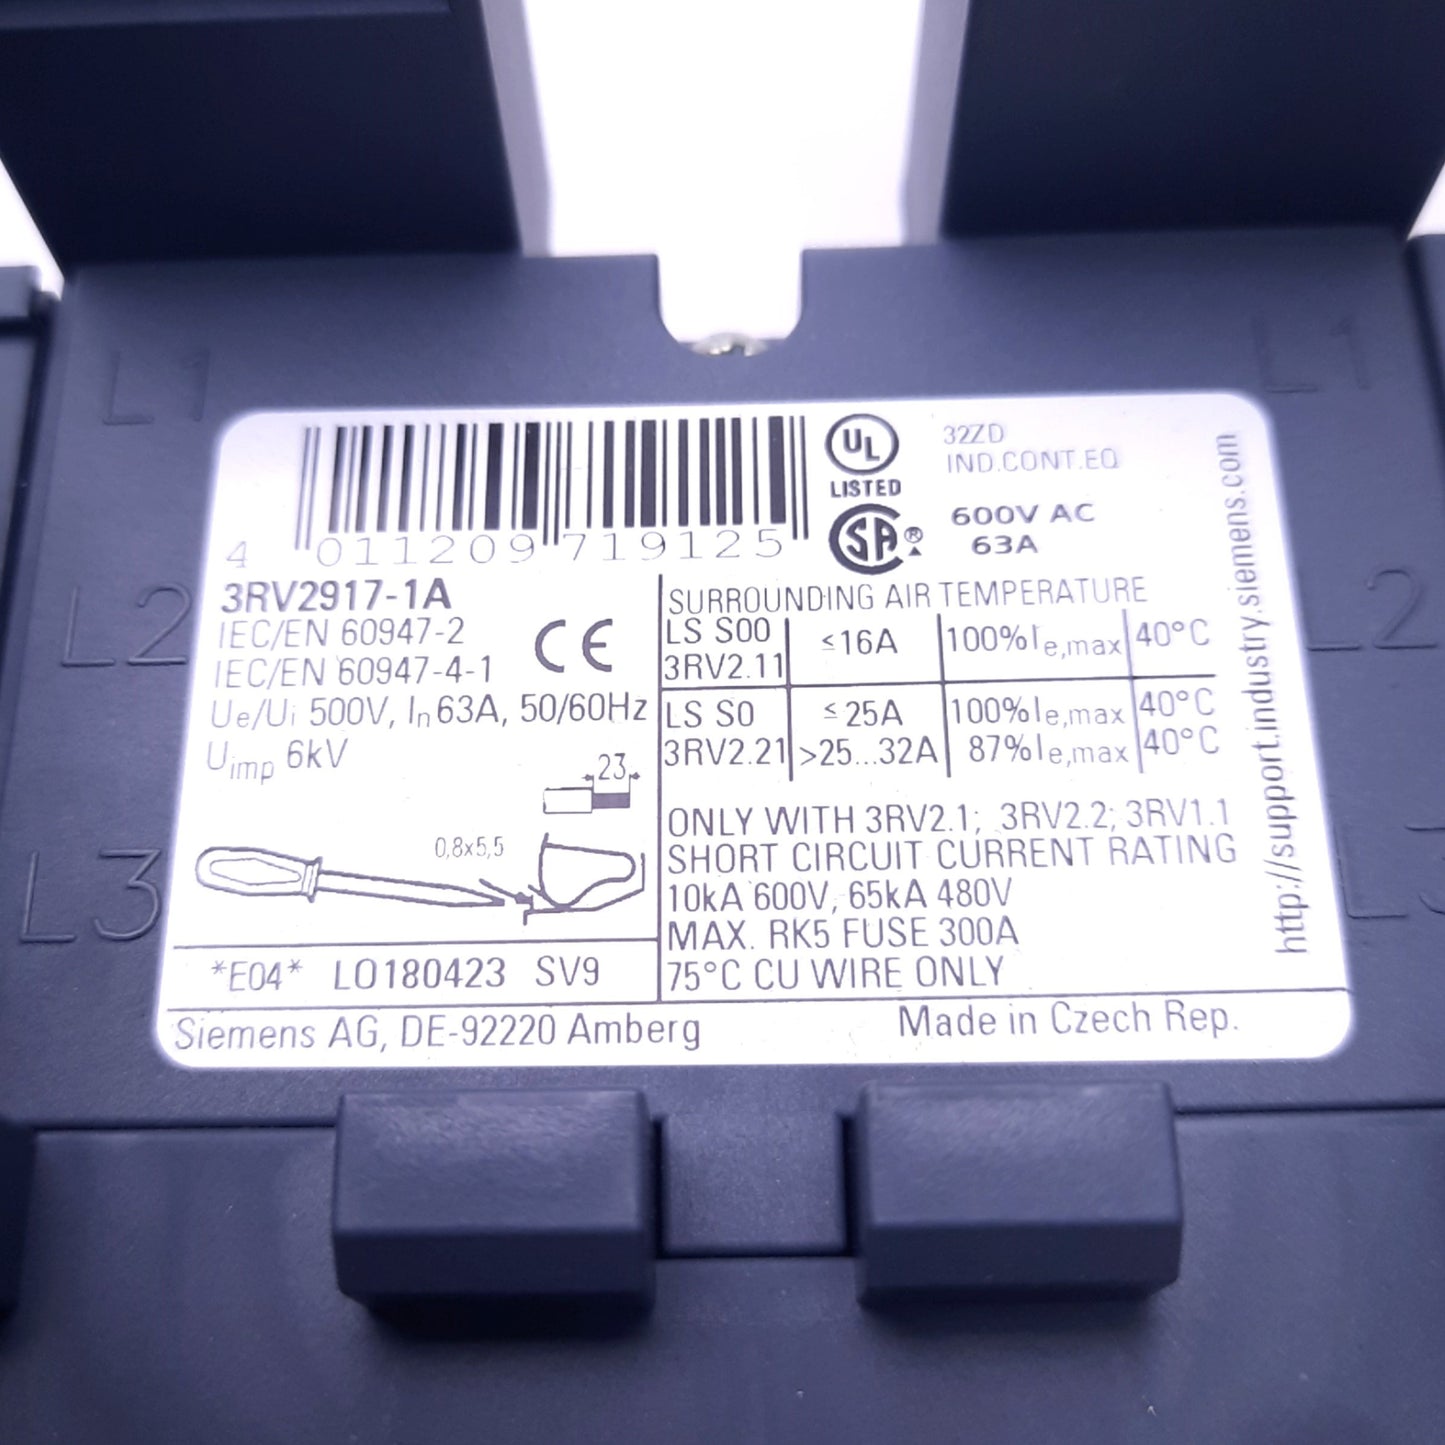 L1
L1
4 011209 719125
UL
LISTED
32ZD
IND.CONT.EQ
SA®
600V AC
63A
3RV2917-1A
IEC/EN 60947-2
IEC/EN 60947-4-1
CE
Ue/Ui 500V, In 63A, 50/60Hz
Uimp 6kV
23
0,8x5,5
*E04* LO180423 SV9
SURROUNDING AIR TEMPERATURE
LS S00 ≤16A 100%Ie,max 40°C
3RV2.11
LS S0 ≤25A 100%Ie,max 40°C
3RV2.21 >25...32A 87%Ie,max 40°C
ONLY WITH 3RV2.1; 3RV2.2; 3RV1.1
SHORT CIRCUIT CURRENT RATING
10kA 600V, 65kA 480V
MAX. RK5 FUSE 300A
75°C CU WIRE ONLY
Siemens AG, DE-92220 Amberg
Made in Czech Rep.
http://support.industry.siemens.com
L2
L2
L3
L3